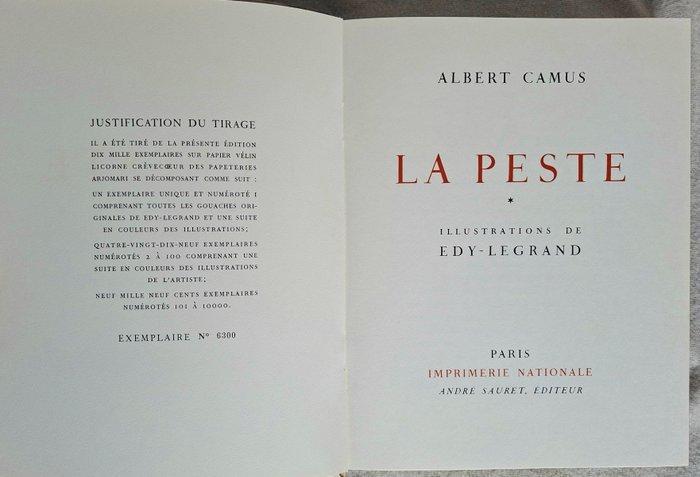 JUSTIFICATION DU TIRAGE
IL A ÉTÉ TIRÉ DE LA PRÉSENTE ÉDITION
DIX MILLE EXEMPLAIRES SUR PAPIER VÉLIN
LICORNE CRÈVECŒUR DES PAPETERIES
ARJOMARI SE DÉCOMPOSANT COMME SUIT :
UN EXEMPLAIRE UNIQUE ET NUMÉROTÉ I
COMPRENANT TOUTES LES GOUACHES ORI-
GINALES DE EDY-LEGRAND ET UNE SUITE
EN COULEURS DES ILLUSTRATIONS;
QUATRE-VINGT-DIX-NEUF EXEMPLAIRES
NUMÉROTÉS 2 À 100 COMPRENANT UNE
SUITE EN COULEURS DES ILLUSTRATIONS
DE L'ARTISTE;
NEUF MILLE NEUF CENTS EXEMPLAIRES
NUMÉROTÉS 101 À 10000.
EXEMPLAIRE Nº 6300
ALBERT CAMUS
LA PESTE
*
ILLUSTRATIONS DE
EDY-LEGRAND
PARIS
IMPRIMERIE NATIONALE
ANDRE SAURET, ÉDITEUR